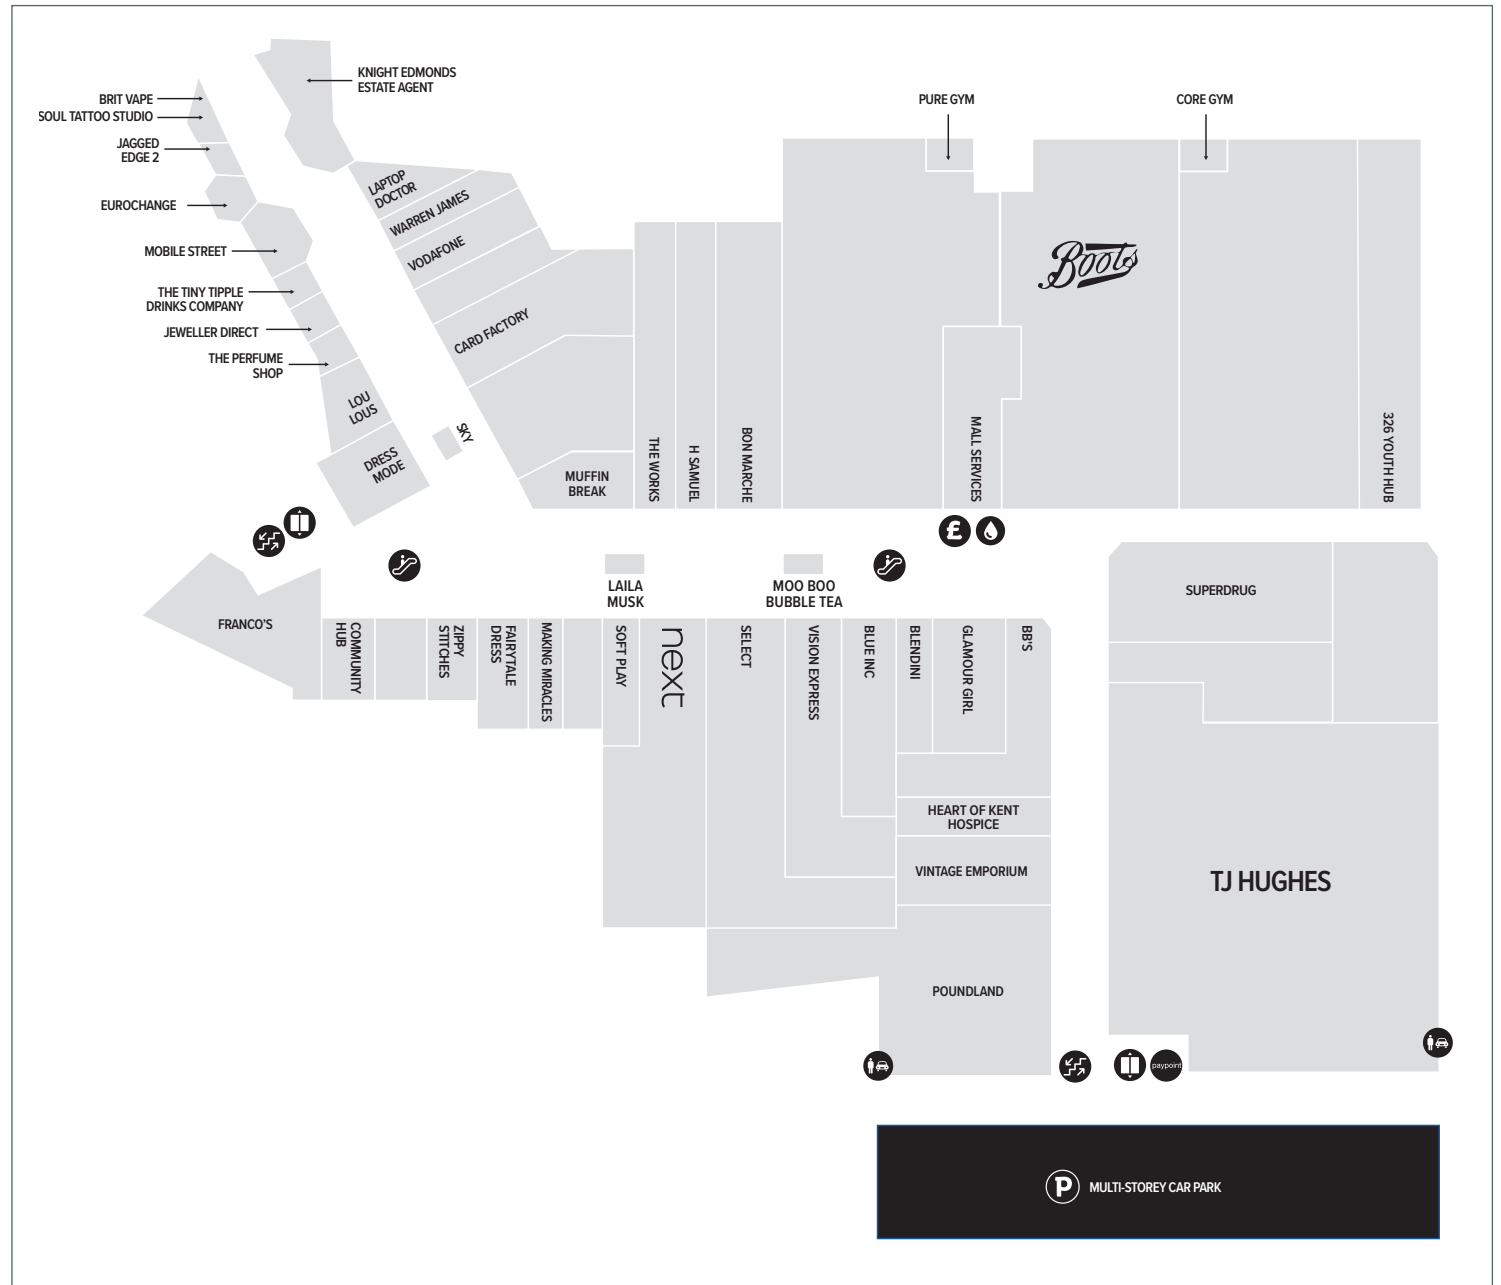 KNIGHT EDMONDS
ESTATE AGENT
BRIT VAPE
SOUL TATTOO STUDIO
JAGGED
EDGE 2
EUROCHANGE
MOBILE STREET
THE TINY TIPPLE
DRINKS COMPANY
JEWELLER DIRECT
THE PERFUME
SHOP
LOU
LOUS
DRESS
MODE
SKY
LAPTOP
DOCTOR
WARREN JAMES
VODAFONE
CARD FACTORY
MUFFIN
BREAK
THE WORKS
H SAMUEL
BON MARCHE
PURE GYM
MALL SERVICES
Boots
CORE GYM
326 YOUTH HUB
£
FRANCO'S
COMMUNITY
HUB
ZIPPY
STITCHES
FAIRYTALE
DRESS
MAKING MIRACLES
LAILA
MUSK
SOFT PLAY
next
SELECT
MOO BOO
BUBBLE TEA
VISION EXPRESS
BLUE INC
BLENDINI
GLAMOUR GIRL
BB'S
HEART OF KENT
HOSPICE
VINTAGE EMPORIUM
POUNDLAND
SUPERDRUG
TJ HUGHES
paypoint
P MULTI-STOREY CAR PARK